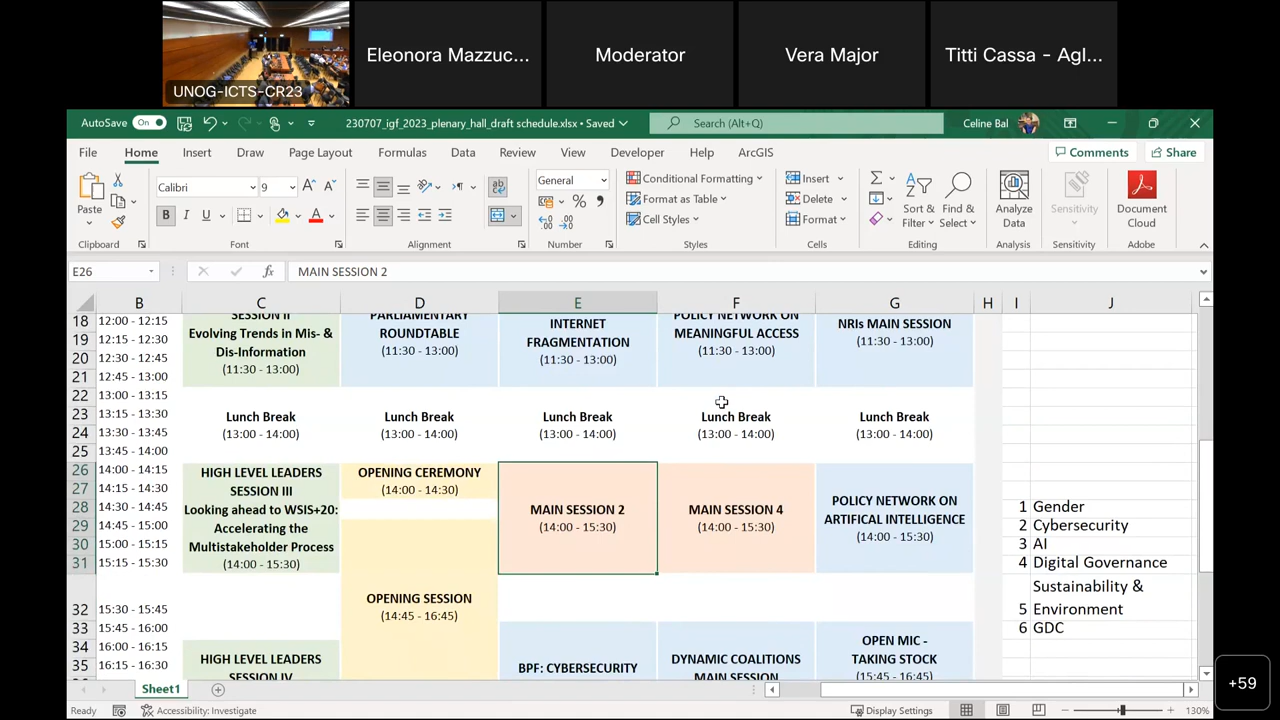 UNOG-ICTS-CR23
Eleonora Mazzuc...
Moderator
Vera Major
Titti Cassa - Agl...
AutoSave On
230707_igf_2023_plenary_hall_draft schedule.xlsx • Saved
Search (Alt+Q)
Celine Bal
File Home Insert Draw Page Layout Formulas Data Review View Developer Help ArcGIS Comments Share
Paste
Clipboard
Calibri 9
B I U
Font
Alignment
General
Number
Conditional Formatting
Format as Table
Cell Styles
Styles
Insert
Delete
Format
Cells
Sort & Filter
Find & Select
Editing
Analyze Data
Analysis
Sensitivity
Sensitivity
Document Cloud
Adobe
E26 fx MAIN SESSION 2
B C D E F G H I J
18 12:00 - 12:15
19 12:15 - 12:30
20 12:30 - 12:45
21 12:45 - 13:00
22 13:00 - 13:15
23 13:15 - 13:30
24 13:30 - 13:45
25 13:45 - 14:00
26 14:00 - 14:15
27 14:15 - 14:30
28 14:30 - 14:45
29 14:45 - 15:00
30 15:00 - 15:15
31 15:15 - 15:30
32 15:30 - 15:45
33 15:45 - 16:00
34 16:00 - 16:15
35 16:15 - 16:30
SESSION II
Evolving Trends in Mis- &
Dis-Information
(11:30 - 13:00)
Lunch Break
(13:00 - 14:00)
HIGH LEVEL LEADERS
SESSION III
Looking ahead to WSIS+20:
Accelerating the
Multistakeholder Process
(14:00 - 15:30)
HIGH LEVEL LEADERS
SESSION IV
PARLIAMENTARY
ROUNDTABLE
(11:30 - 13:00)
Lunch Break
(13:00 - 14:00)
OPENING CEREMONY
(14:00 - 14:30)
OPENING SESSION
(14:45 - 16:45)
INTERNET
FRAGMENTATION
(11:30 - 13:00)
Lunch Break
(13:00 - 14:00)
MAIN SESSION 2
(14:00 - 15:30)
BPF: CYBERSECURITY
POLICY NETWORK ON
MEANINGFUL ACCESS
(11:30 - 13:00)
Lunch Break
(13:00 - 14:00)
MAIN SESSION 4
(14:00 - 15:30)
DYNAMIC COALITIONS
MAIN SESSION
NRIs MAIN SESSION
(11:30 - 13:00)
Lunch Break
(13:00 - 14:00)
POLICY NETWORK ON
ARTIFICAL INTELLIGENCE
(14:00 - 15:30)
OPEN MIC -
TAKING STOCK
(15:45 - 16:45)
1 Gender
2 Cybersecurity
3 AI
4 Digital Governance
Sustainability &
5 Environment
6 GDC
Sheet1
Ready
Accessibility: Investigate
Display Settings
130%
+59